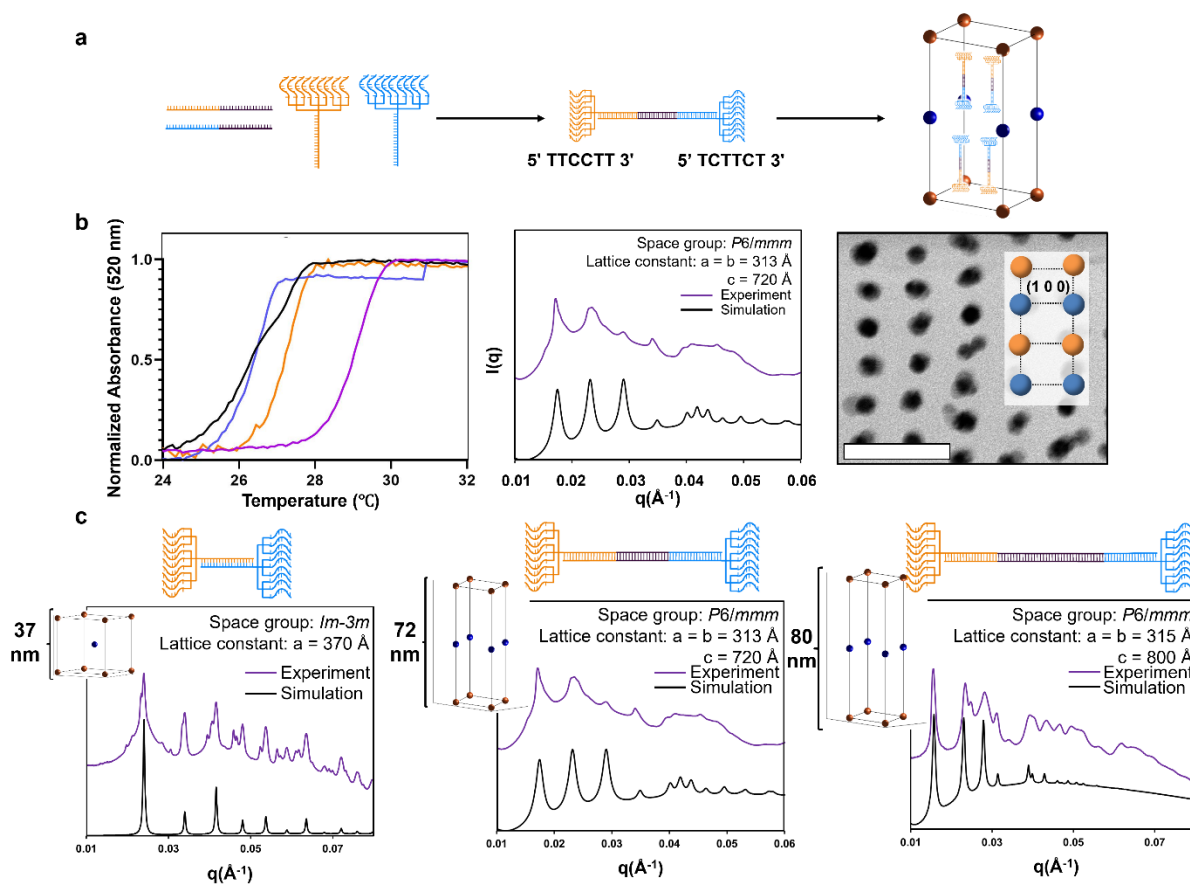 a
5' TTCCTT 3'
5' TCTTCT 3'
b
Normalized Absorbance (520 nm)
1.0
0.5
0.0
24
26
28
30
32
Temperature (℃)
Space group: P6/mmm
Lattice constant: a = b = 313 Å
c = 720 Å
Experiment
Simulation
I(q)
0.01
0.02
0.03
0.04
0.05
0.06
q(Å-1)
(1 0 0)
c
37
nm
Space group: Im-3m
Lattice constant: a = 370 Å
Experiment
Simulation
0.01
0.03
0.05
0.07
q(Å-1)
72
nm
Space group: P6/mmm
Lattice constant: a = b = 313 Å
c = 720 Å
Experiment
Simulation
0.01
0.02
0.03
0.04
0.05
0.06
q(Å-1)
80
nm
Space group: P6/mmm
Lattice constant: a = b = 315 Å
c = 800 Å
Experiment
Simulation
0.01
0.03
0.05
0.07
q(Å-1)